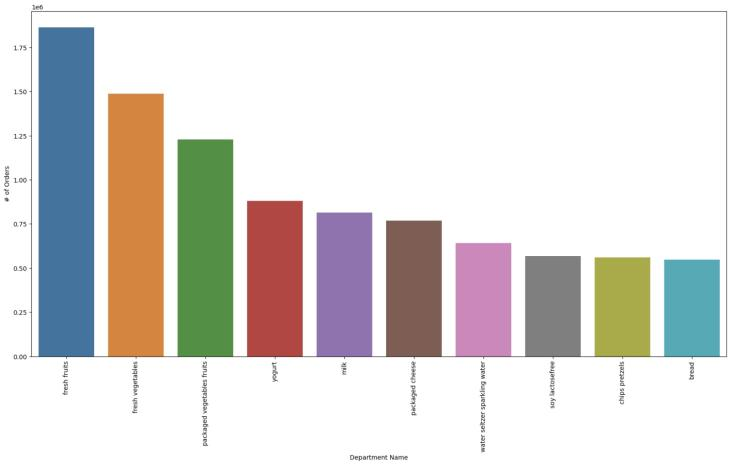 1e6
1.75
1.50
1.25
1.00
0.75
0.50
0.25
0.00
# of Orders
fresh fruits
fresh vegetables
packaged vegetables fruits
yogurt
milk
packaged cheese
water seltzer sparkling water
soy lactosefree
chips pretzels
bread
Department Name